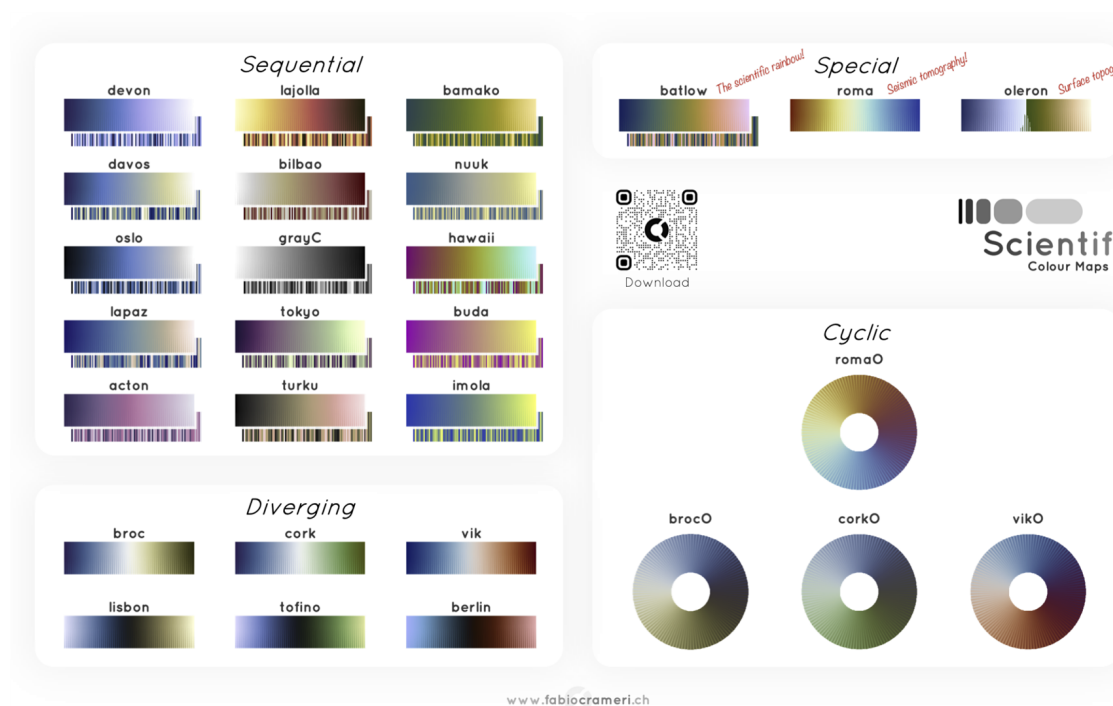 Sequential
devon
lajolla
bamako
davos
bilbao
nuuk
oslo
grayC
hawaii
lapaz
tokyo
buda
acton
turku
imola
Diverging
broc
cork
vik
lisbon
tofino
berlin
Special
batlow
The scientific rainbow!
roma
Seismic tomography!
oleron
Surface topog
Download
Scientif
Colour Maps
Cyclic
romaO
brocO
corkO
vikO
www.fabiocrameri.ch